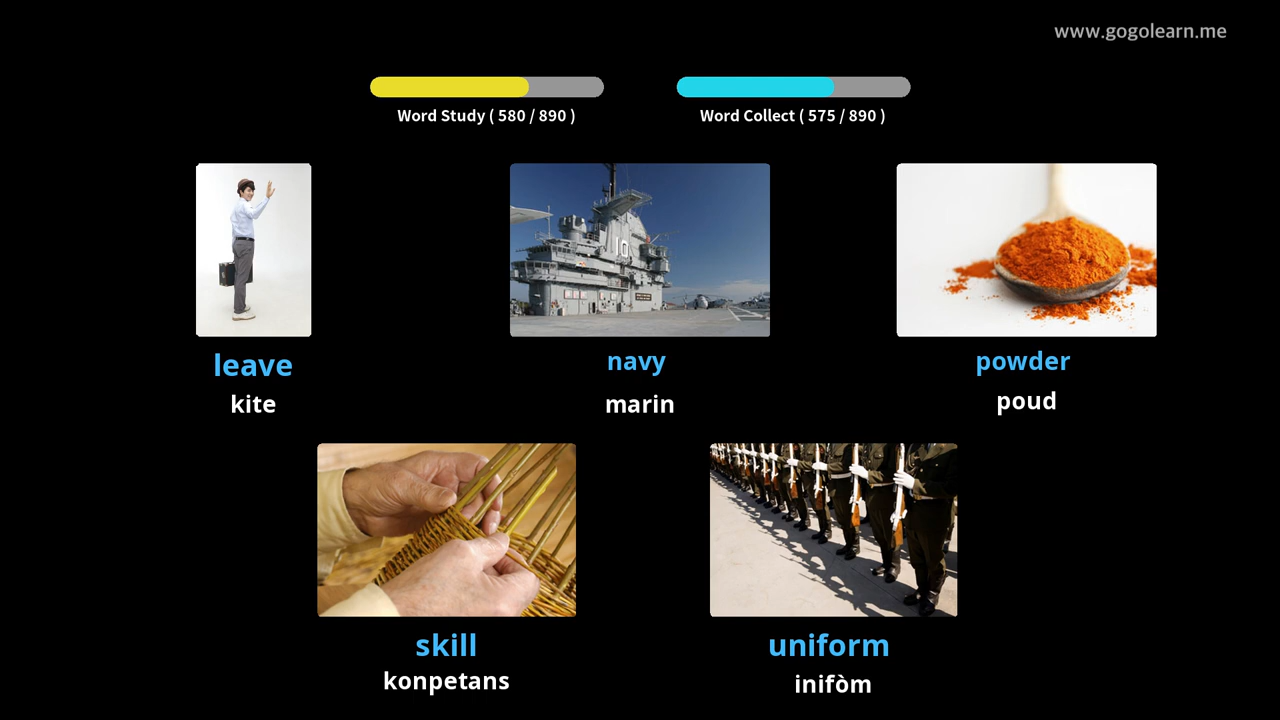 www.gogolearn.me
Word Study ( 580 / 890 )
Word Collect ( 575 / 890 )
10
leave
navy
powder
kite
marin
poud
skill
uniform
konpetans
inifòm